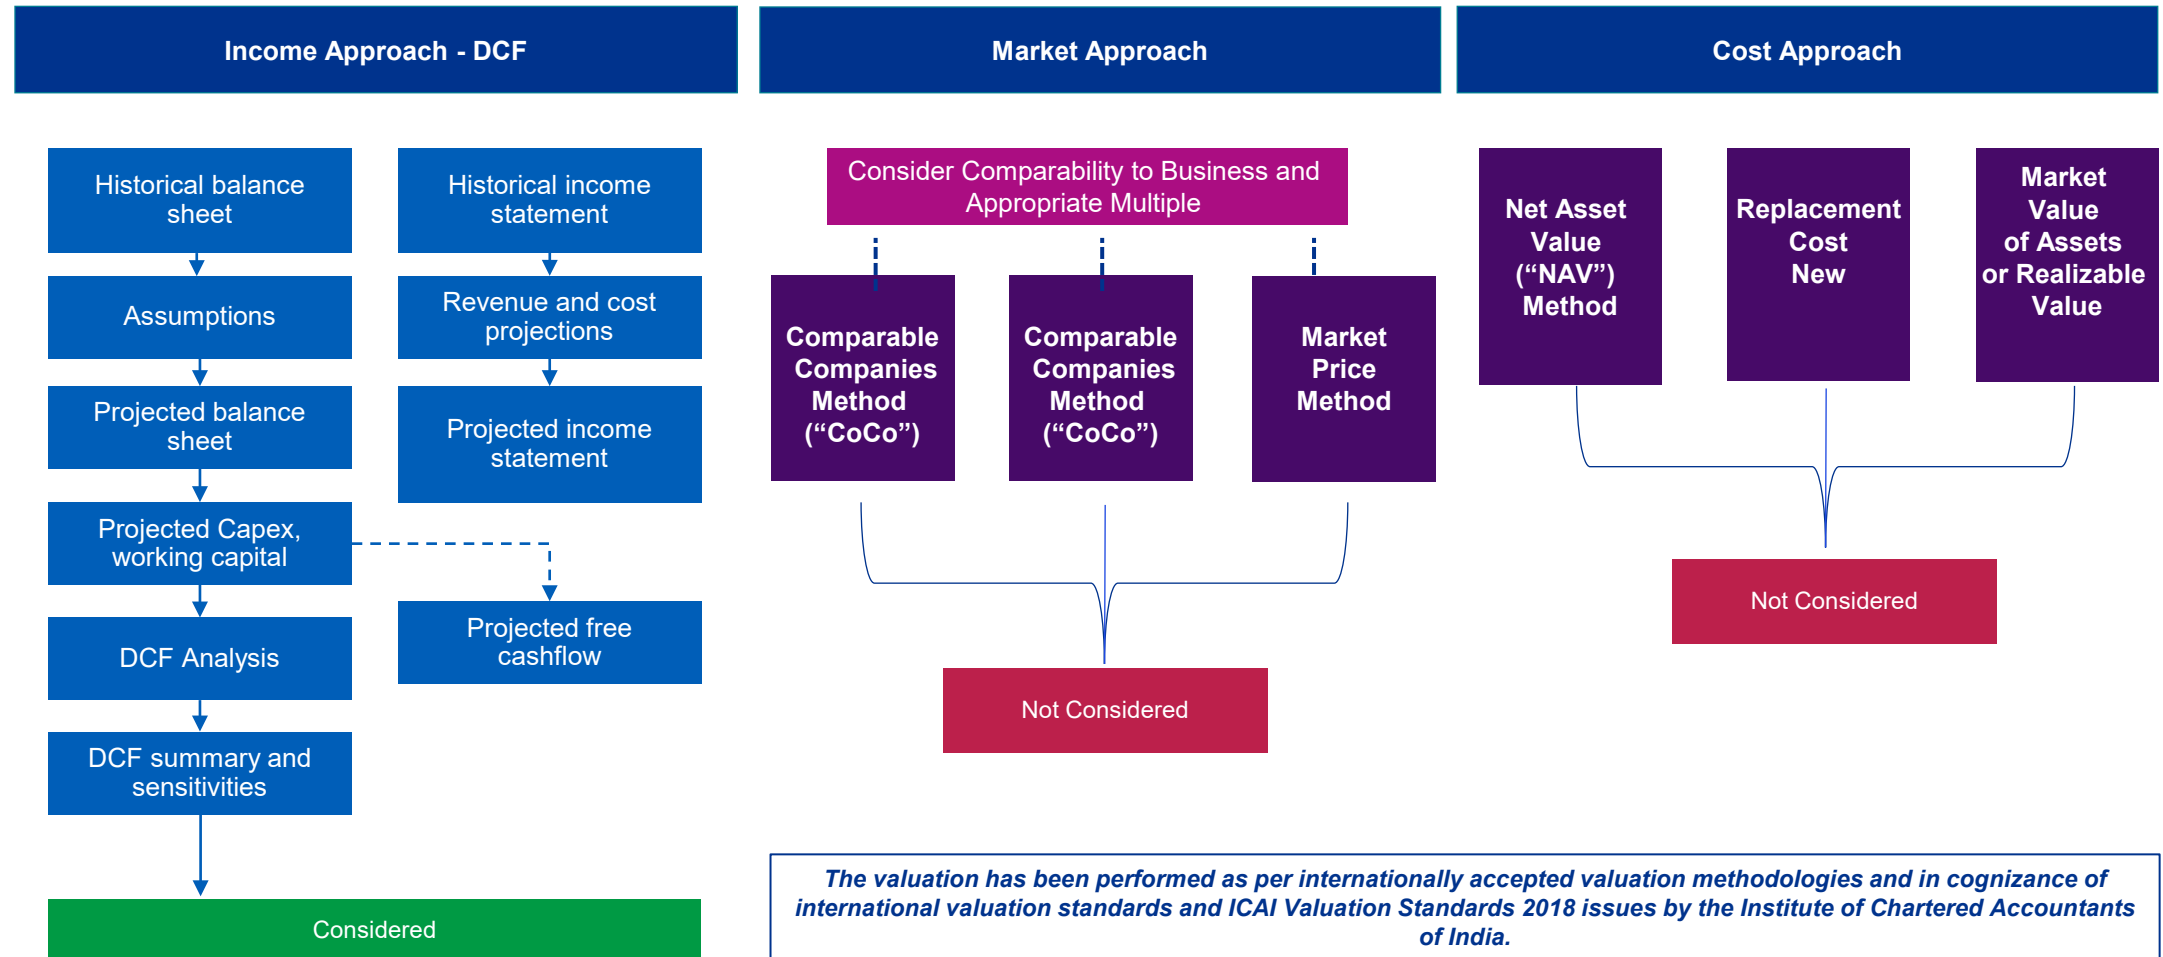 Income Approach - DCF
Historical balance
sheet
Historical income
statement
Assumptions
Revenue and cost
projections
Projected balance
sheet
Projected income
statement
Projected Capex,
working capital
Projected free
cashflow
DCF Analysis
DCF summary and
sensitivities
Considered
Market Approach
Consider Comparability to Business and
Appropriate Multiple
Comparable
Companies
Method
(“CoCo”)
Comparable
Companies
Method
(“CoCo”)
Market
Price
Method
Not Considered
Cost Approach
Net Asset
Value
(“NAV”)
Method
Replacement
Cost
New
Market
Value
of Assets
or Realizable
Value
Not Considered
The valuation has been performed as per internationally accepted valuation methodologies and in cognizance of
international valuation standards and ICAI Valuation Standards 2018 issues by the Institute of Chartered Accountants
of India.